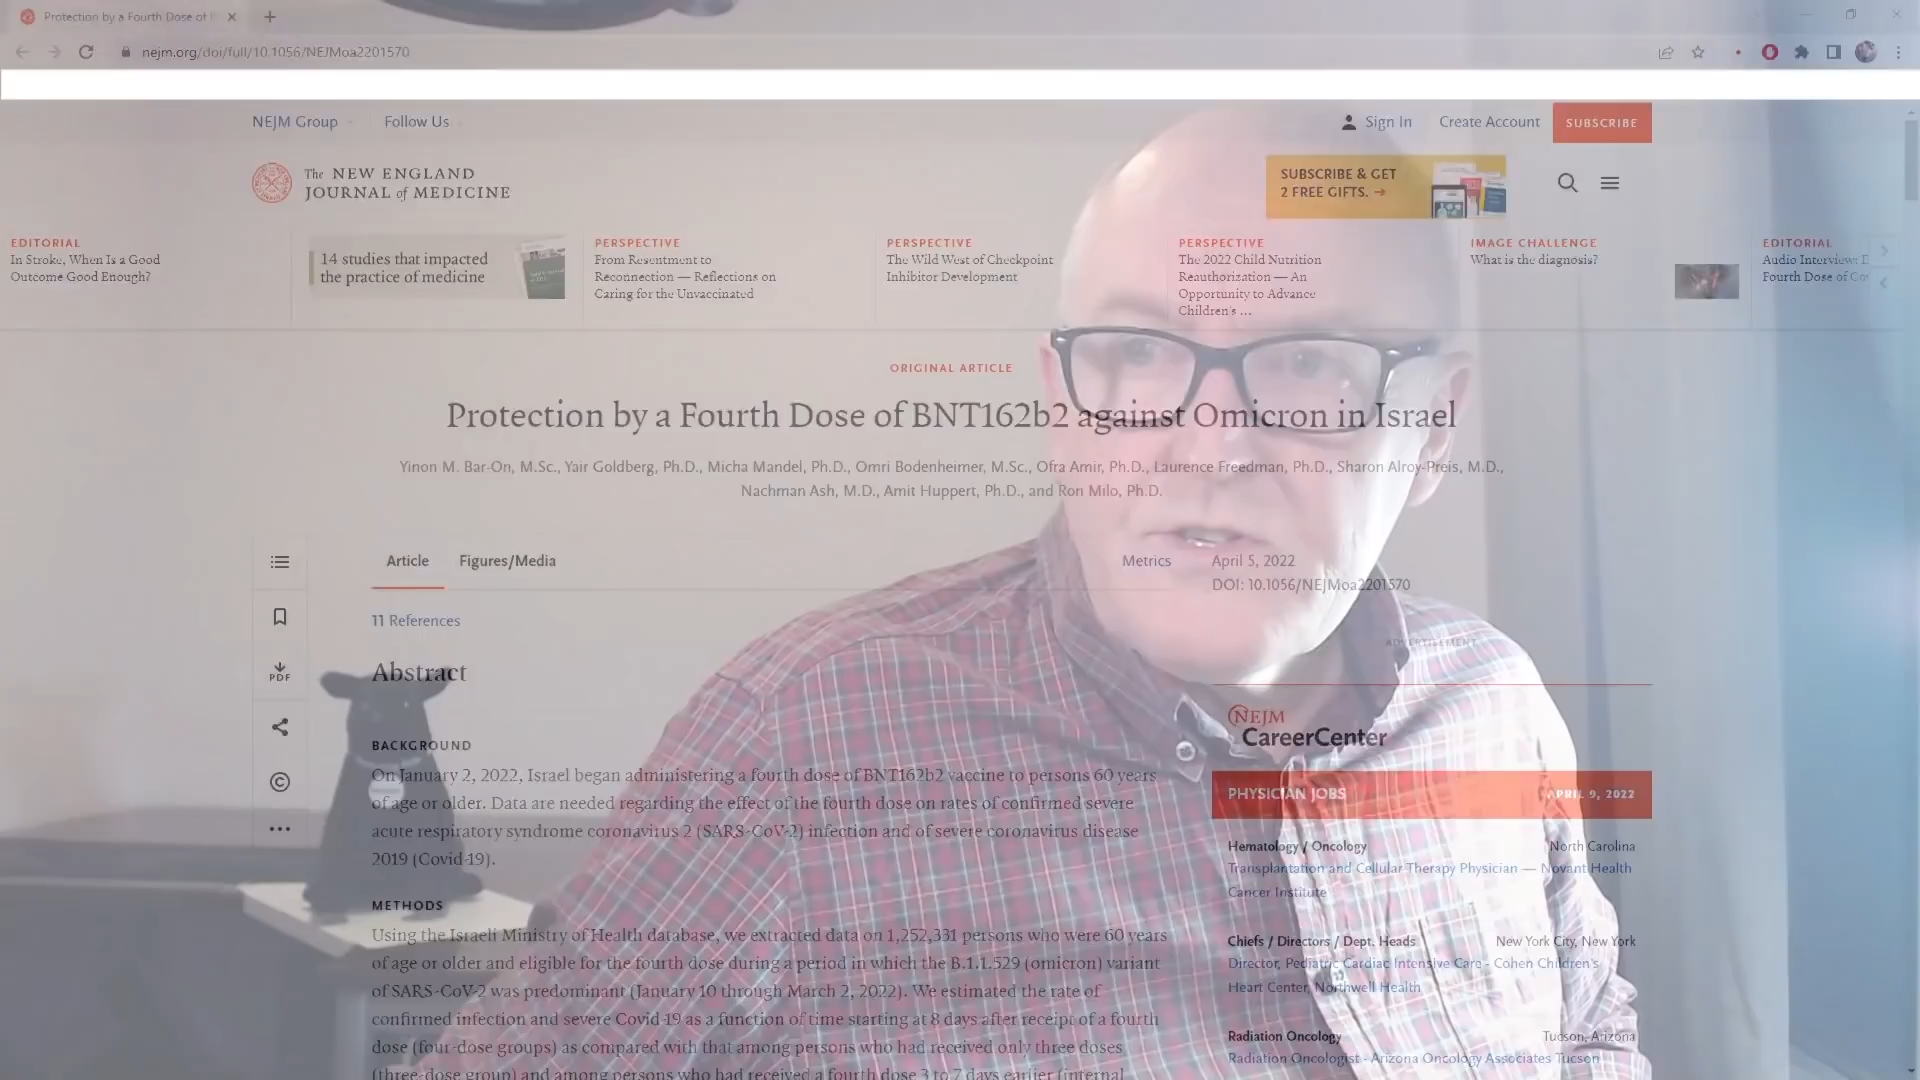 Protection by a Fourth Dose of
nejm.org/doi/full/10.1056/NEJMoa2201570
NEJM Group
Follow Us
Sign In
Create Account
SUBSCRIBE
The NEW ENGLAND
JOURNAL of MEDICINE
SUBSCRIBE & GET
2 FREE GIFTS. →
EDITORIAL
In Stroke, When Is a Good
Outcome Good Enough?
14 studies that impacted
the practice of medicine
PERSPECTIVE
From Resentment to
Reconnection — Reflections on
Caring for the Unvaccinated
PERSPECTIVE
The Wild West of Checkpoint
Inhibitor Development
PERSPECTIVE
The 2022 Child Nutrition
Reauthorization — An
Opportunity to Advance
Children's ...
IMAGE CHALLENGE
What is the diagnosis?
EDITORIAL
Audio Interview:
Fourth Dose of
ORIGINAL ARTICLE
Protection by a Fourth Dose of BNT162b2 against Omicron in Israel
Yinon M. Bar-On, M.Sc., Yair Goldberg, Ph.D., Micha Mandel, Ph.D., Omri Bodenheimer, M.Sc., Ofra Amir, Ph.D., Laurence Freedman, Ph.D., Sharon Alroy-Preis, M.D.,
Nachman Ash, M.D., Amit Huppert, Ph.D., and Ron Milo, Ph.D.
Article
Figures/Media
Metrics
April 5, 2022
DOI: 10.1056/NEJMoa2201570
11 References
ADVERTISEMENT
Abstract
PDF
BACKGROUND
On January 2, 2022, Israel began administering a fourth dose of BNT162b2 vaccine to persons 60 years
of age or older. Data are needed regarding the effect of the fourth dose on rates of confirmed severe
acute respiratory syndrome coronavirus 2 (SARS-CoV-2) infection and of severe coronavirus disease
2019 (Covid-19).
METHODS
Using the Israeli Ministry of Health database, we extracted data on 1,252,331 persons who were 60 years
of age or older and eligible for the fourth dose during a period in which the B.1.1.529 (omicron) variant
of SARS-CoV-2 was predominant (January 10 through March 2, 2022). We estimated the rate of
confirmed infection and severe Covid-19 as a function of time starting at 8 days after receipt of a fourth
dose (four-dose groups) as compared with that among persons who had received only three doses
(three-dose group) and among persons who had received a fourth dose 3 to 7 days earlier (internal
NEJM
CareerCenter
PHYSICIAN JOBS
APRIL 9, 2022
Hematology / Oncology
North Carolina
Transplantation and Cellular Therapy Physician — Novant Health
Cancer Institute
Chiefs / Directors / Dept. Heads
New York City, New York
Director, Pediatric Cardiac Intensive Care - Cohen Children's
Heart Center, Northwell Health
Radiation Oncology
Tucson, Arizona
Radiation Oncologist - Arizona Oncology Associates Tucson